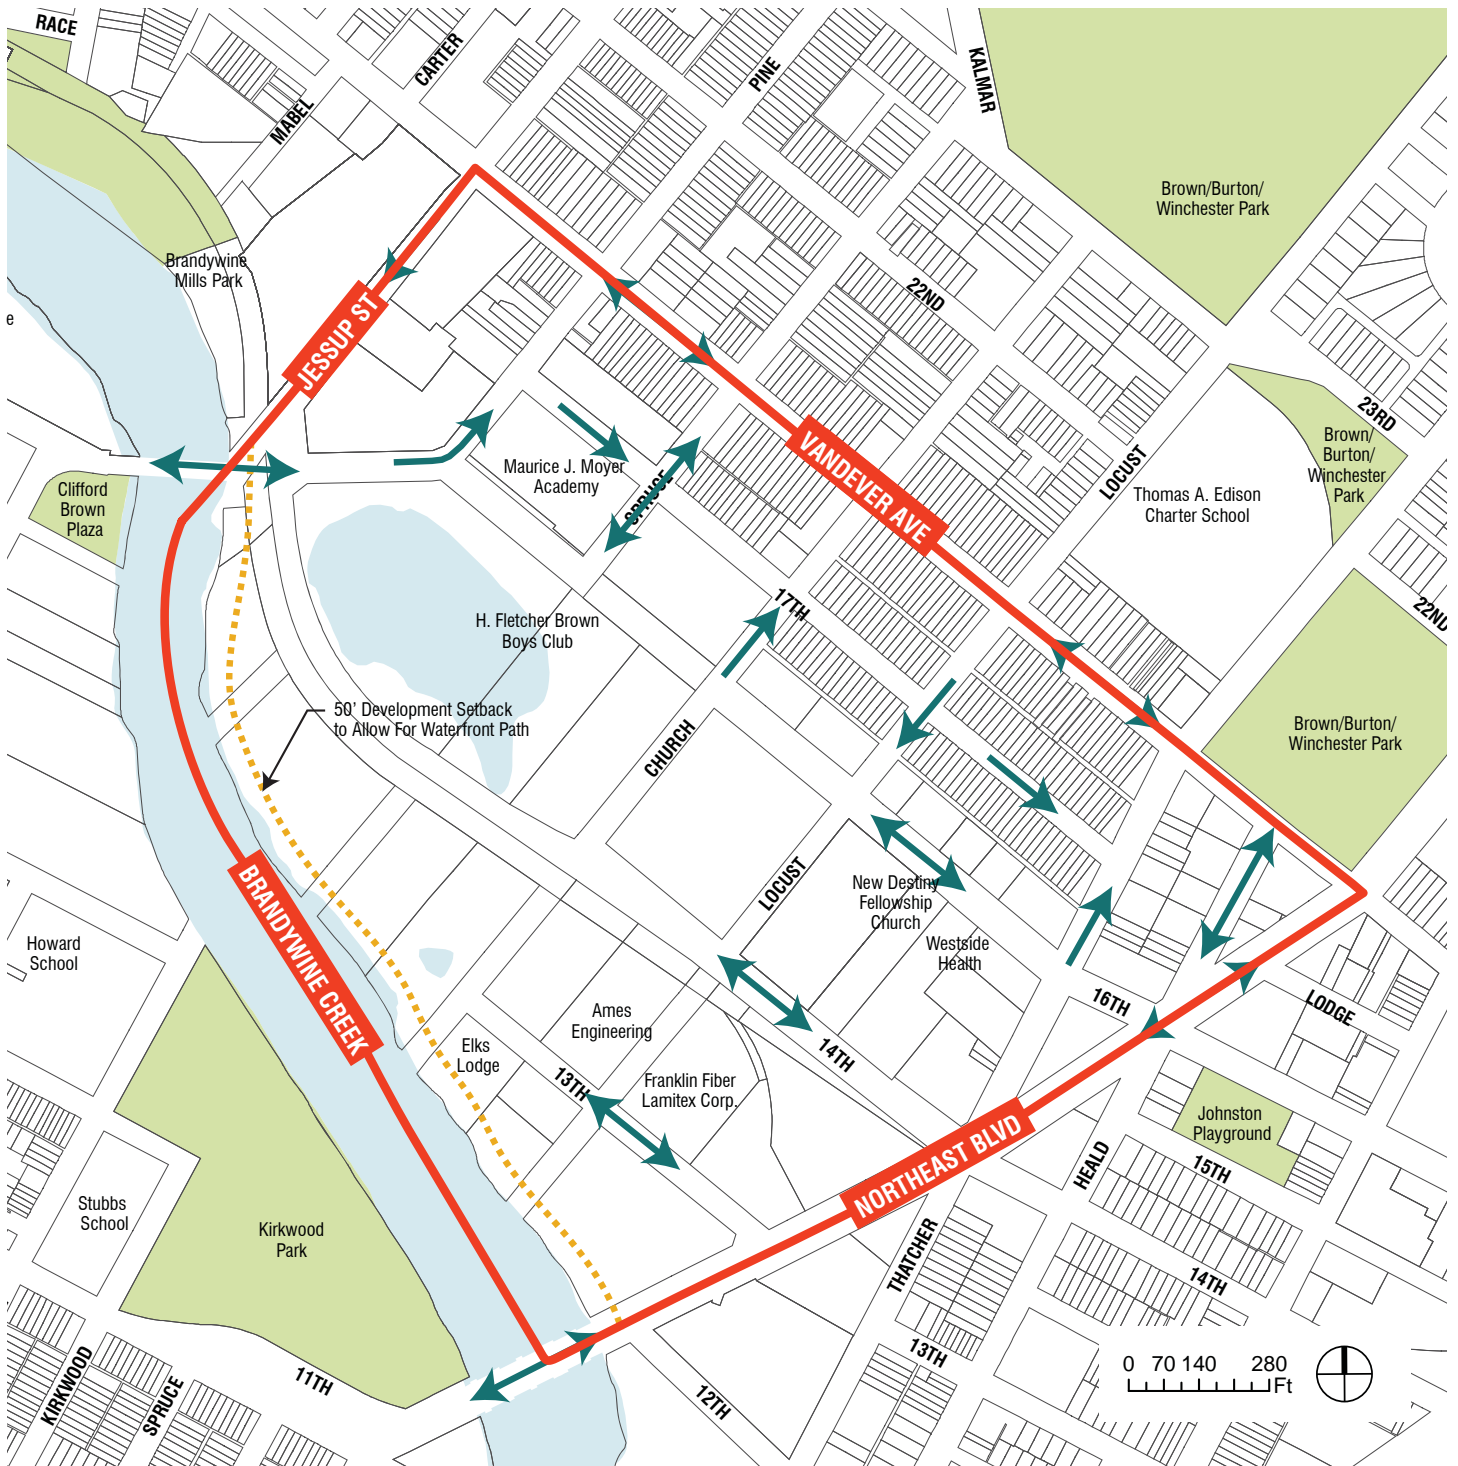 RACE
CARTER
MABEL
PINE
KALMAR
Brown/Burton/
Winchester Park
Brandywine
Mills Park
e
JESSUP ST
22ND
23RD
LOCUST
Brown/
Burton/
Winchester
Park
VANDEVER AVE
Maurice J. Moyer
Academy
SPRUCE
Thomas A. Edison
Charter School
Clifford
Brown
Plaza
22ND
17TH
H. Fletcher Brown
Boys Club
50’ Development Setback
to Allow For Waterfront Path
CHURCH
Brown/Burton/
Winchester Park
LOCUST
New Destiny
Fellowship
Church
Westside
Health
BRANDYWINE CREEK
Howard
School
16TH
LODGE
Ames
Engineering
Elks
Lodge
14TH
13TH
Franklin Fiber
Lamitex Corp.
NORTHEAST BLVD
Johnston
Playground
HEALD
15TH
Stubbs
School
Kirkwood
Park
THATCHER
14TH
13TH
KIRKWOOD
SPRUCE
11TH
12TH
0 70 140 280
Ft